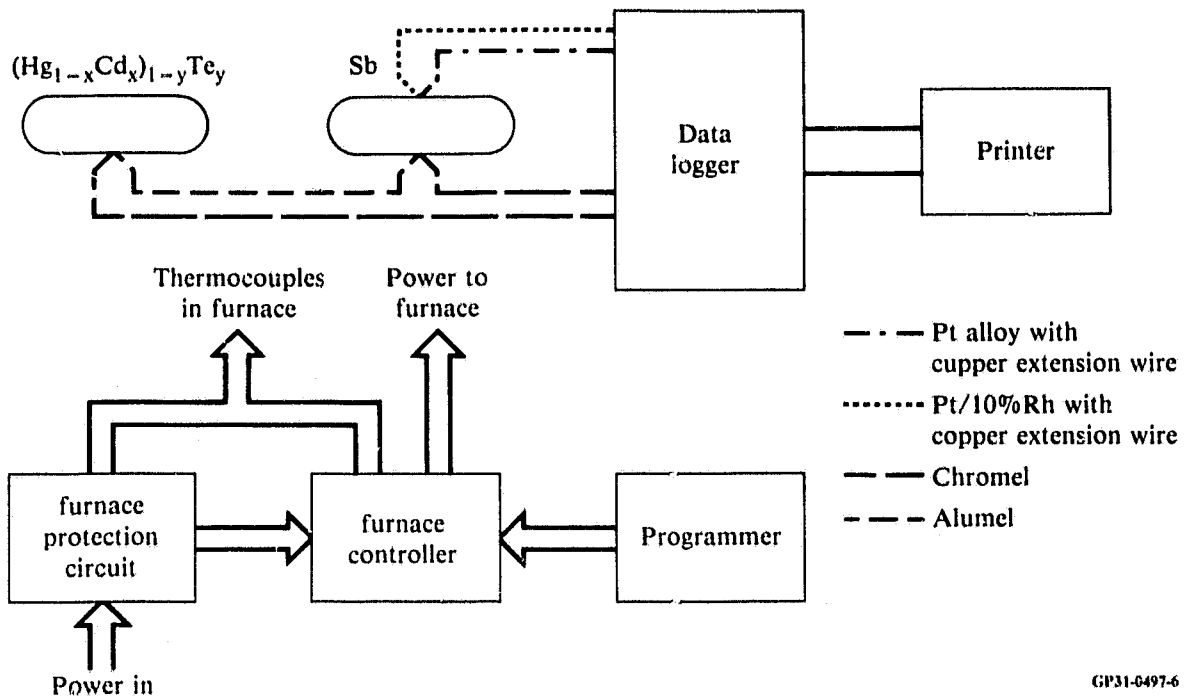 (Hg₁₋ₓCdₓ)₁₋ᵧTeᵧ
Sb
Data
logger
Printer
Thermocouples
in furnace
Power to
furnace
Pt alloy with
cupper extension wire
Pt/10%Rh with
copper extension wire
Chromel
Alumel
furnace
protection
circuit
furnace
controller
Programmer
Power in
GP31-0497-6